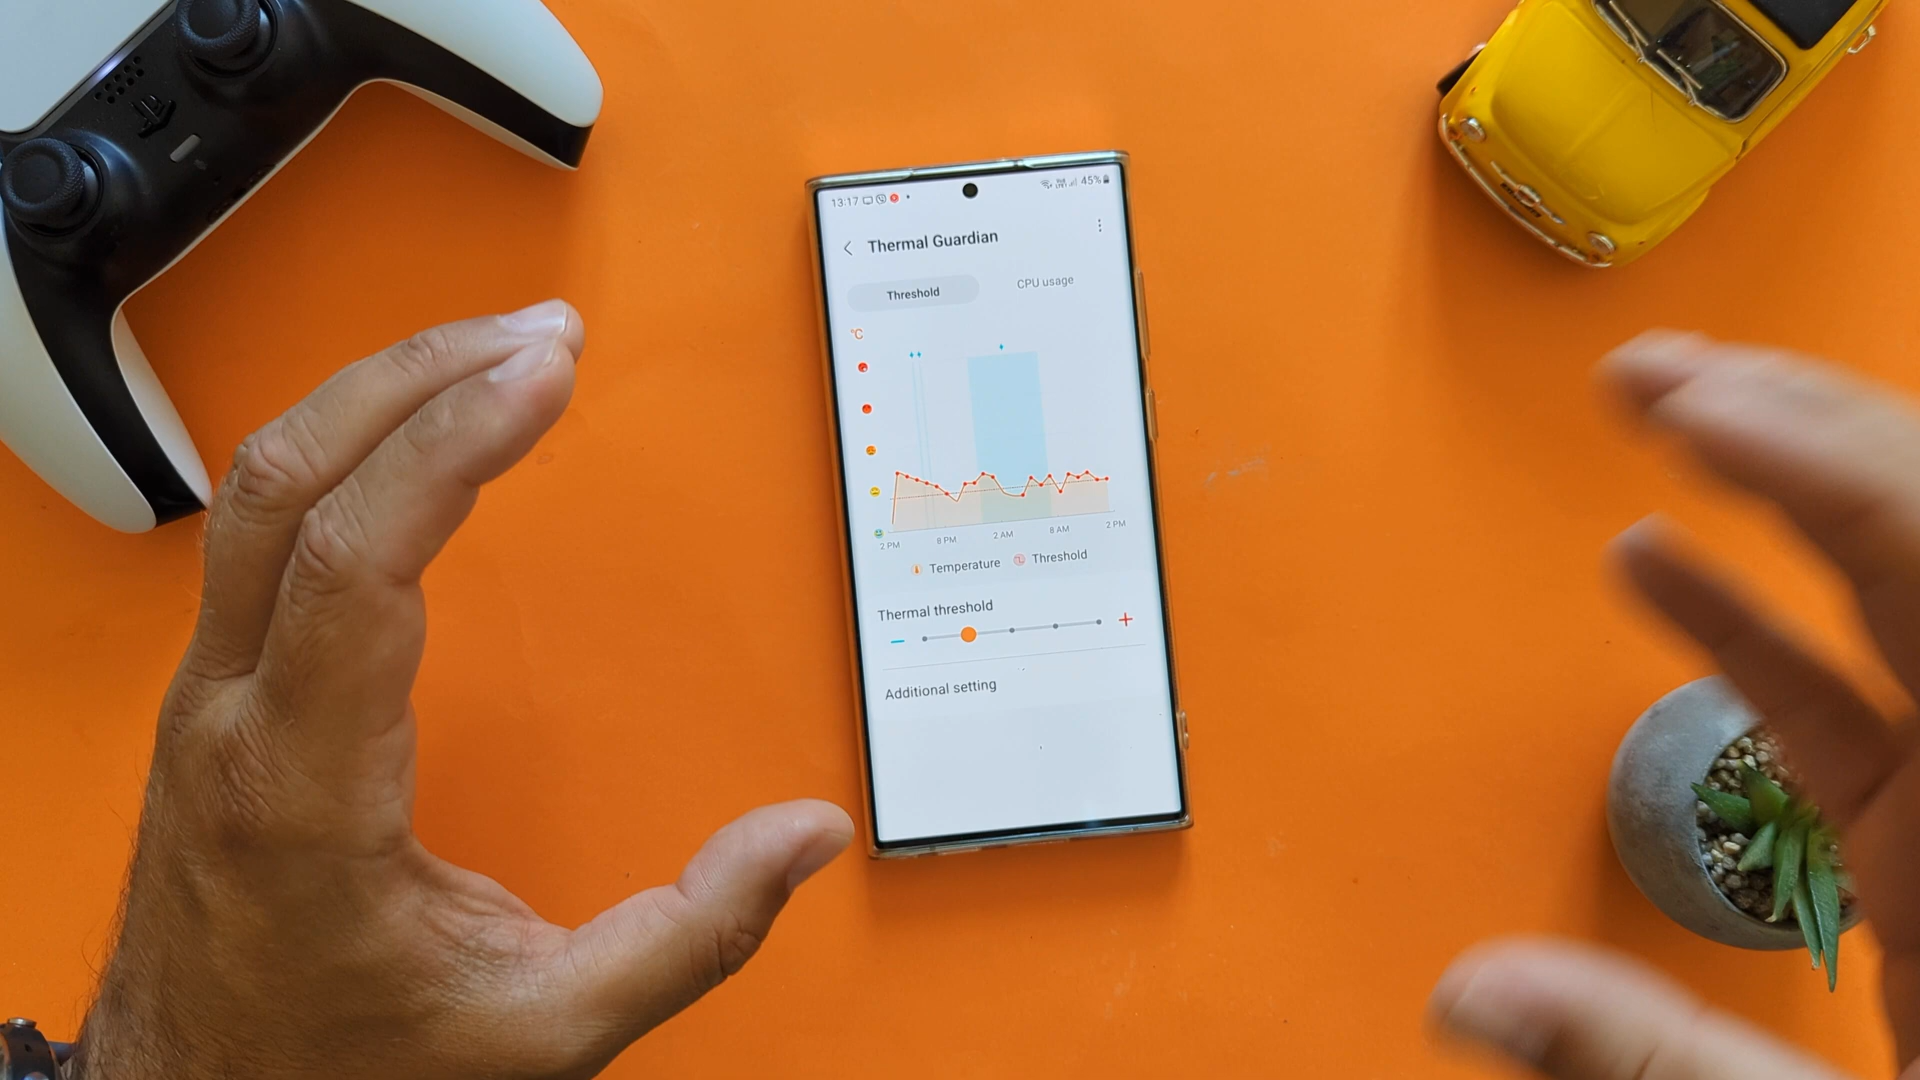 13:17 45%
Thermal Guardian
Threshold CPU usage
°C
2 PM 8 PM 2 AM 8 AM 2 PM
Temperature Threshold
Thermal threshold
Additional setting